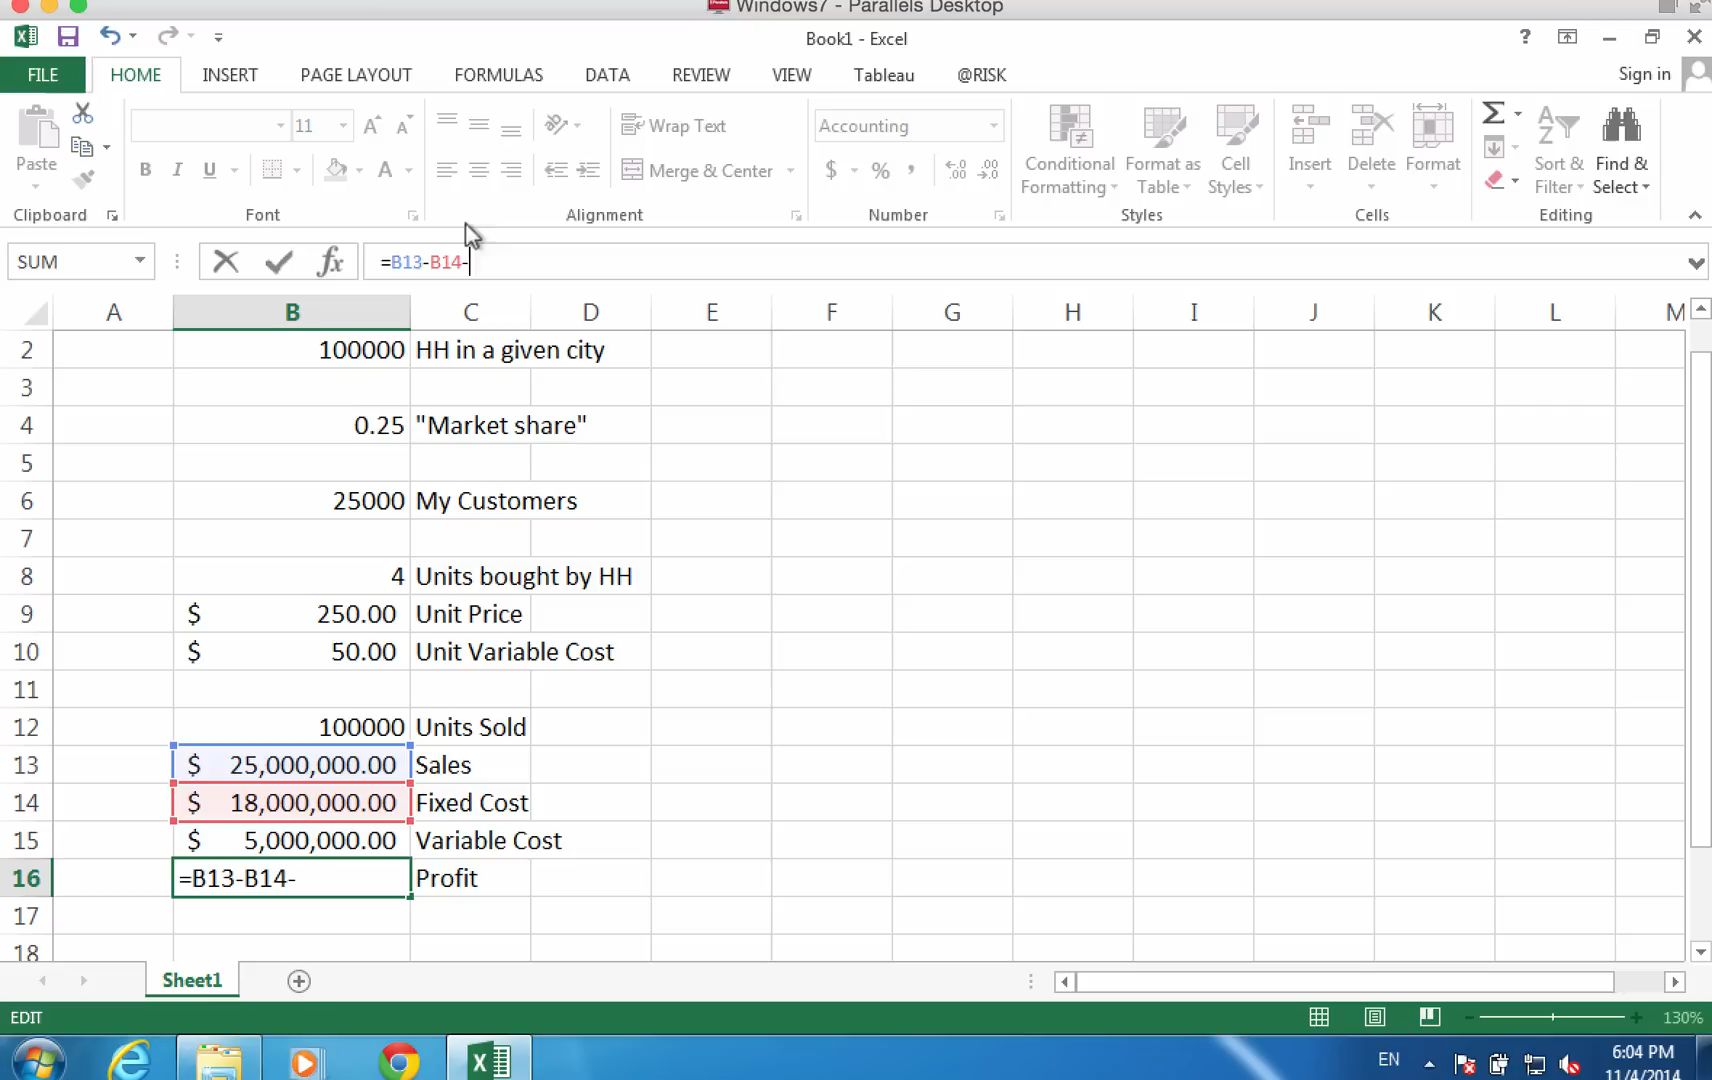 Windows7 - Parallels Desktop
Book1 - Excel
?
FILE HOME INSERT PAGE LAYOUT FORMULAS DATA REVIEW VIEW Tableau @RISK Sign in
Paste
11
Wrap Text
Accounting
B I U A
Merge & Center
$ % ,
Conditional Formatting
Format as Table
Cell Styles
Insert
Delete
Format
Sort & Filter
Find & Select
Clipboard Font Alignment Number Styles Cells Editing
SUM fx =B13-B14-
A B C D E F G H I J K L M
2 100000 HH in a given city
3
4 0.25 "Market share"
5
6 25000 My Customers
7
8 4 Units bought by HH
9 $ 250.00 Unit Price
10 $ 50.00 Unit Variable Cost
11
12 100000 Units Sold
13 $ 25,000,000.00 Sales
14 $ 18,000,000.00 Fixed Cost
15 $ 5,000,000.00 Variable Cost
16 =B13-B14- Profit
17
18
Sheet1
EDIT 130%
EN 6:04 PM
11/4/2014